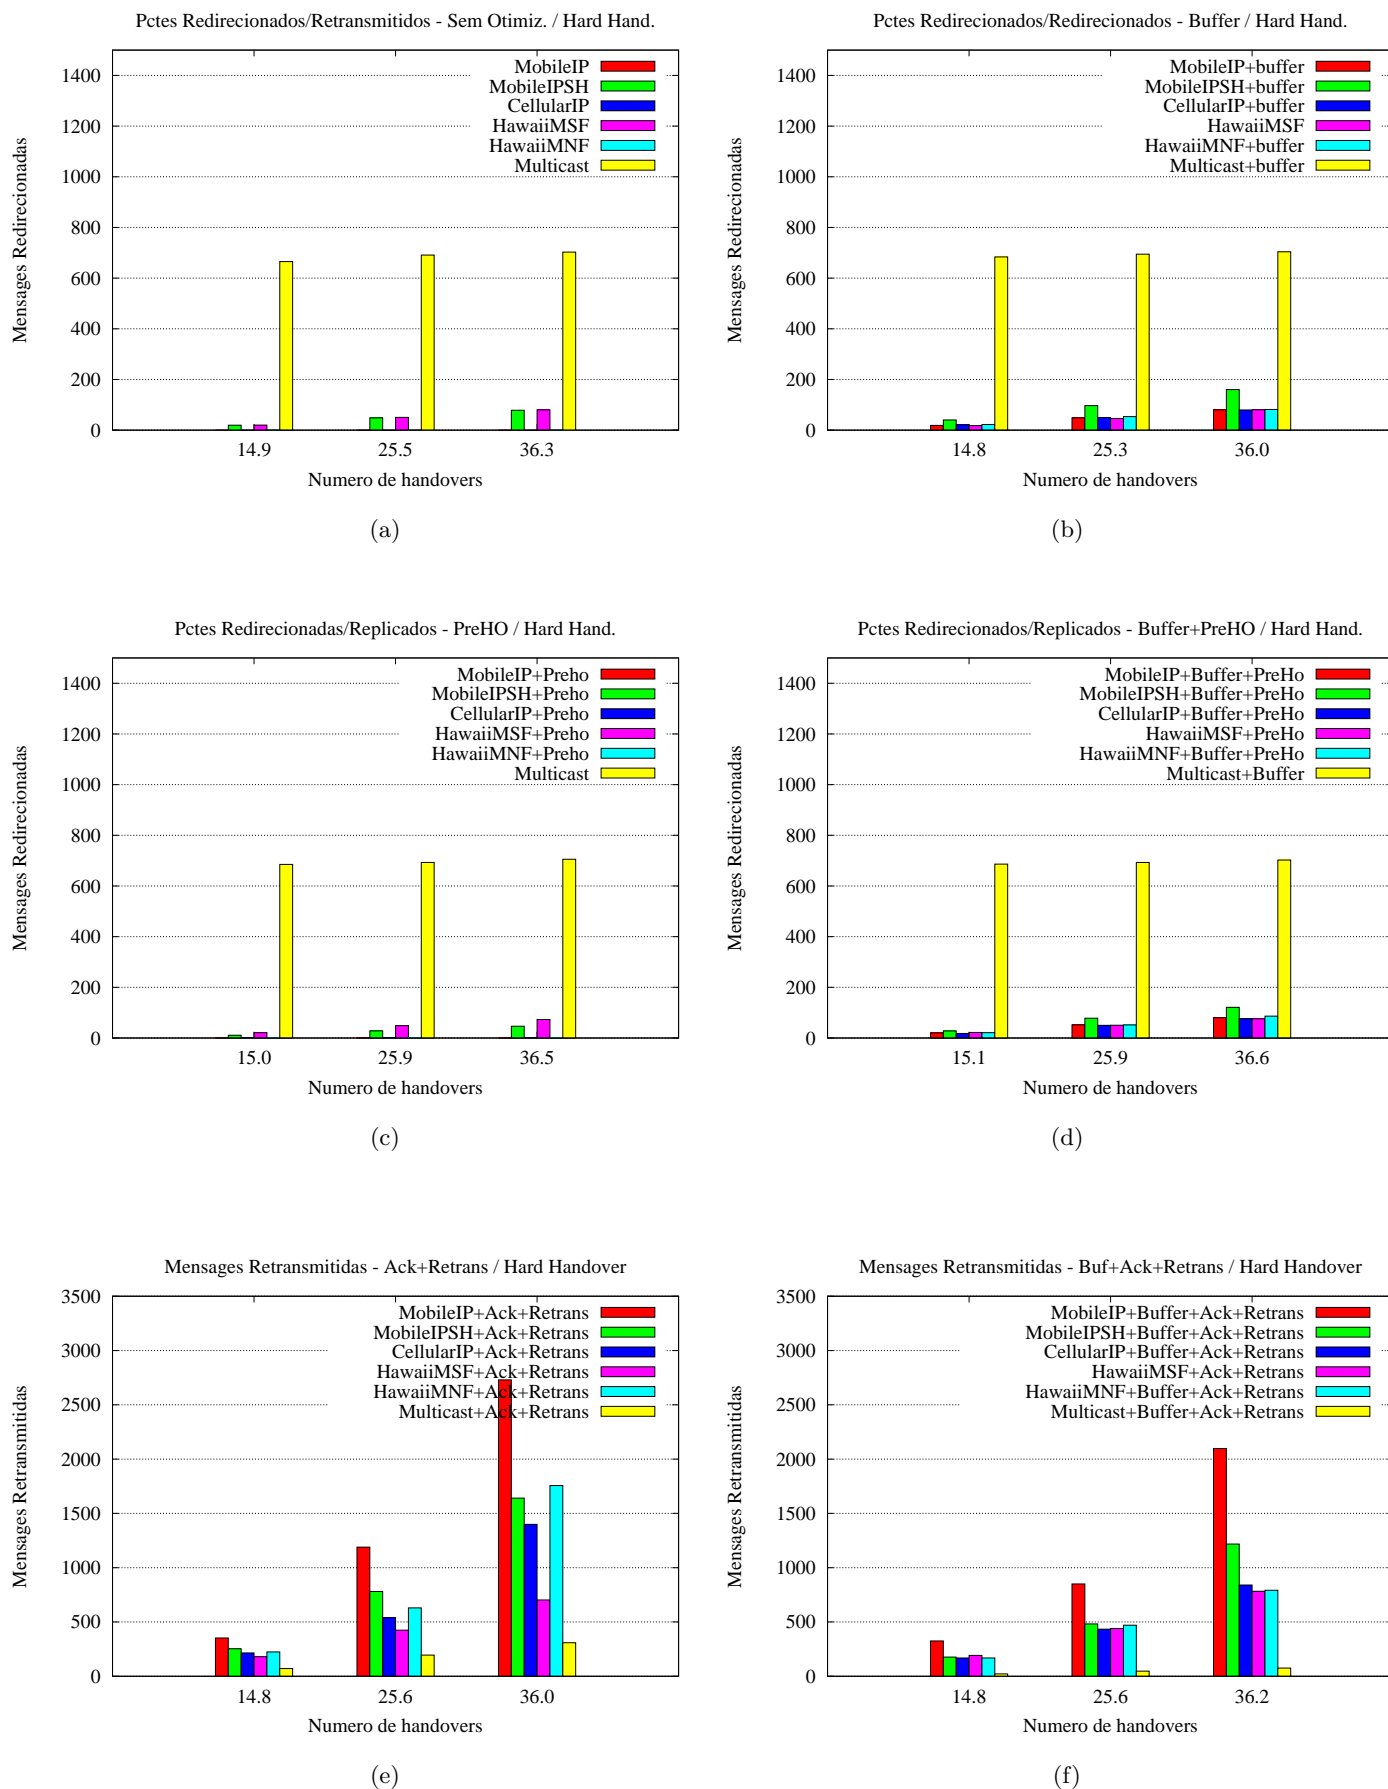 Pctes Redirecionados/Retransmitidos - Sem Otimiz. / Hard Hand.
Mensages Redirecionadas
1400
1200
1000
800
600
400
200
0
MobileIP
MobileIPSH
CellularIP
HawaiiMSF
HawaiiMNF
Multicast
14.9 25.5 36.3
Numero de handovers
(a)
Pctes Redirecionados/Redirecionados - Buffer / Hard Hand.
Mensages Redirecionadas
1400
1200
1000
800
600
400
200
0
MobileIP+buffer
MobileIPSH+buffer
CellularIP+buffer
HawaiiMSF
HawaiiMNF+buffer
Multicast+buffer
14.8 25.3 36.0
Numero de handovers
(b)
Pctes Redirecionadas/Replicados - PreHO / Hard Hand.
Mensages Redirecionadas
1400
1200
1000
800
600
400
200
0
MobileIP+Preho
MobileIPSH+Preho
CellularIP+Preho
HawaiiMSF+Preho
HawaiiMNF+Preho
Multicast
15.0 25.9 36.5
Numero de handovers
(c)
Pctes Redirecionados/Replicados - Buffer+PreHO / Hard Hand.
Mensages Redirecionadas
1400
1200
1000
800
600
400
200
0
MobileIP+Buffer+PreHo
MobileIPSH+Buffer+PreHo
CellularIP+Buffer+PreHo
HawaiiMSF+PreHo
HawaiiMNF+Buffer+PreHo
Multicast+Buffer
15.1 25.9 36.6
Numero de handovers
(d)
Mensages Retransmitidas - Ack+Retrans / Hard Handover
Mensages Retransmitidas
3500
3000
2500
2000
1500
1000
500
0
MobileIP+Ack+Retrans
MobileIPSH+Ack+Retrans
CellularIP+Ack+Retrans
HawaiiMSF+Ack+Retrans
HawaiiMNF+Ack+Retrans
Multicast+Ack+Retrans
14.8 25.6 36.0
Numero de handovers
(e)
Mensages Retransmitidas - Buf+Ack+Retrans / Hard Handover
Mensages Retransmitidas
3500
3000
2500
2000
1500
1000
500
0
MobileIP+Buffer+Ack+Retrans
MobileIPSH+Buffer+Ack+Retrans
CellularIP+Buffer+Ack+Retrans
HawaiiMSF+Ack+Retrans
HawaiiMNF+Buffer+Ack+Retrans
Multicast+Buffer+Ack+Retrans
14.8 25.6 36.2
Numero de handovers
(f)